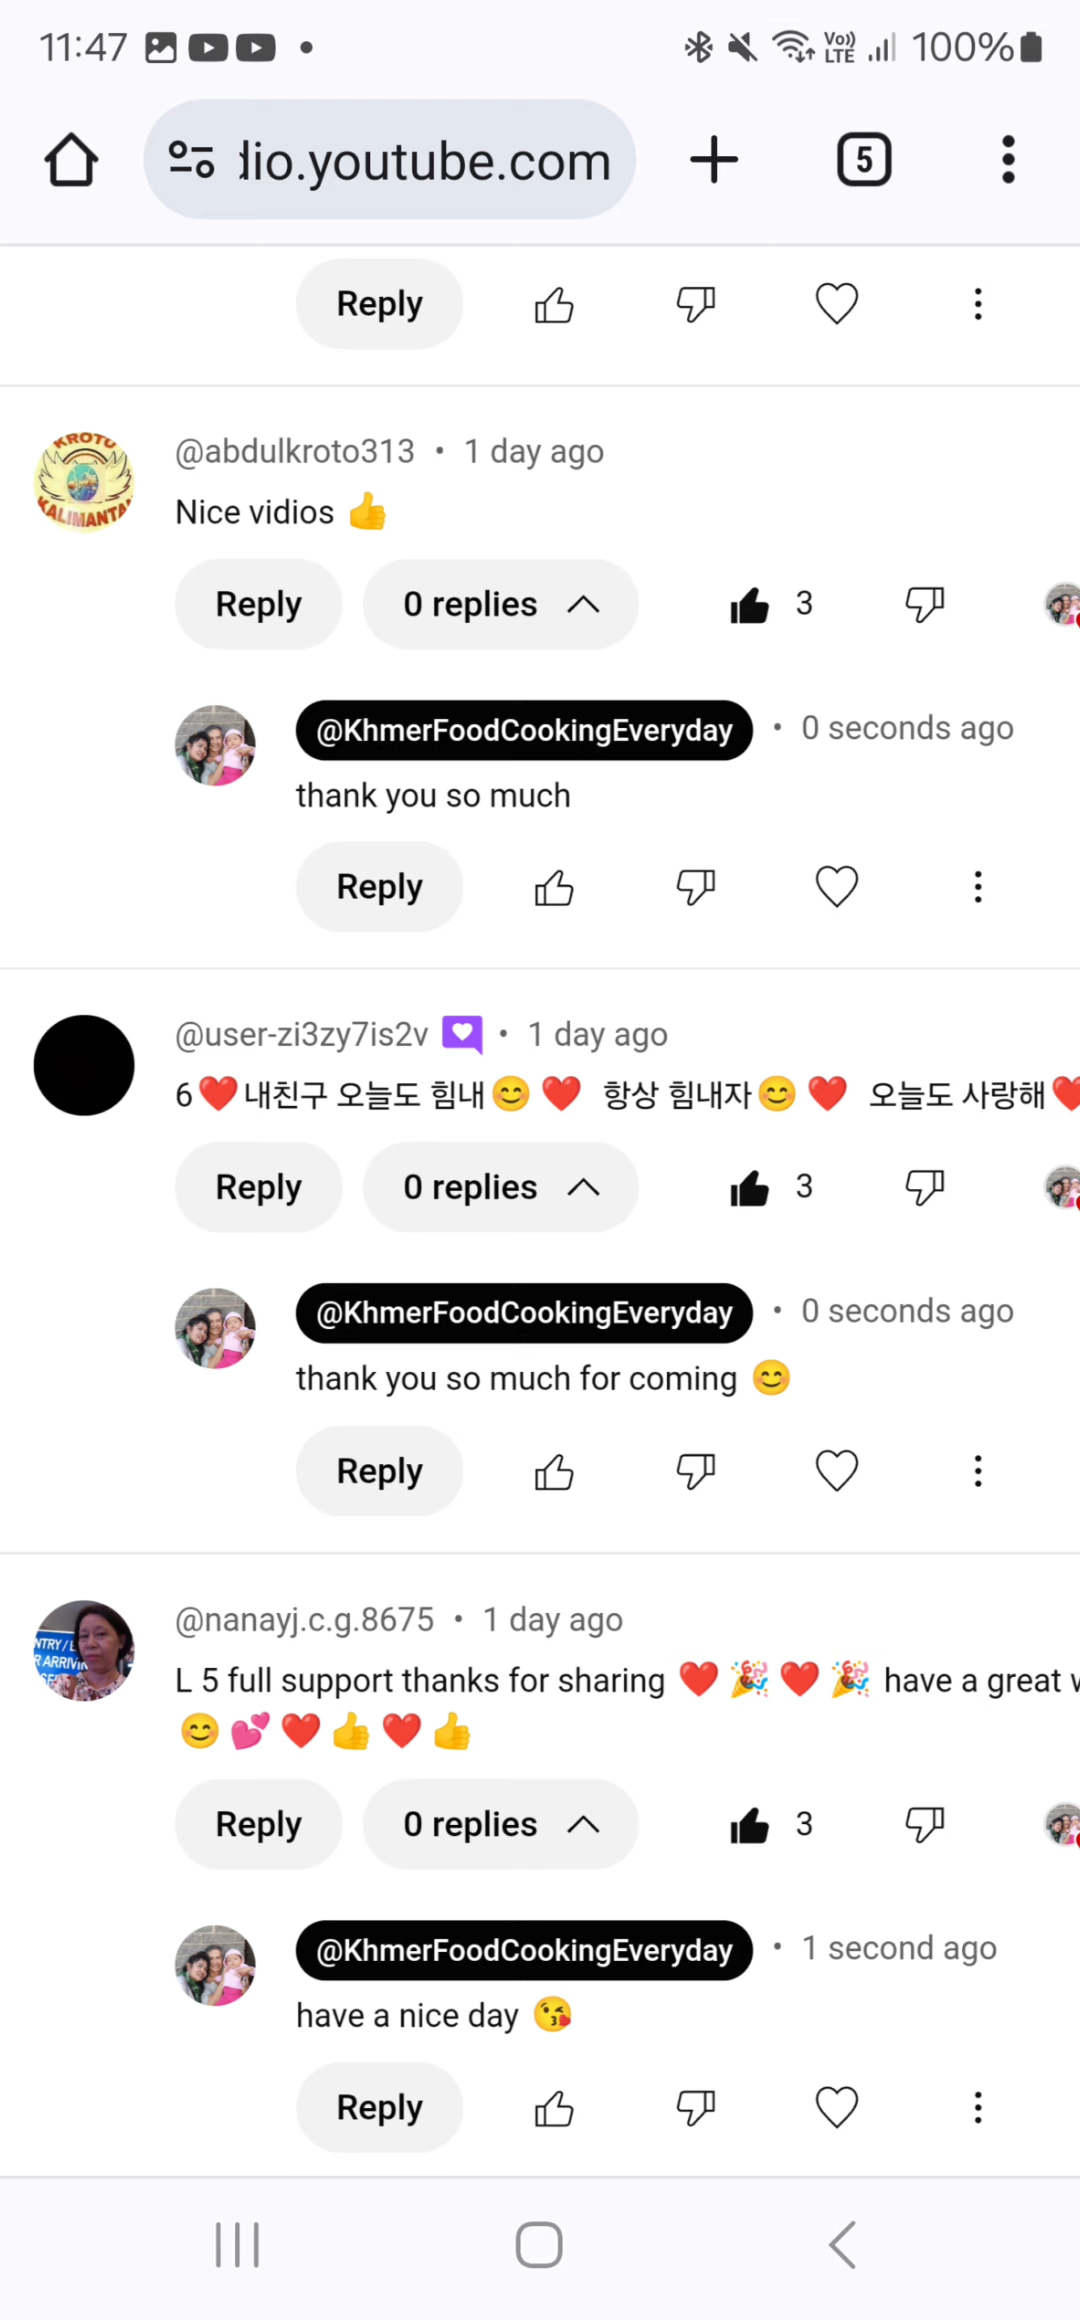 11:47 Vo)) LTE 100%
lio.youtube.com 5
Reply
KROTO KALIMANTA
@abdulkroto313 • 1 day ago
Nice vidios 👍
Reply 0 replies 3
@KhmerFoodCookingEveryday • 0 seconds ago
thank you so much
Reply
@user-zi3zy7is2v • 1 day ago
6❤️내친구 오늘도 힘내😊❤️ 항상 힘내자😊❤️ 오늘도 사랑해❤️
Reply 0 replies 3
@KhmerFoodCookingEveryday • 0 seconds ago
thank you so much for coming 😊
Reply
@nanayj.c.g.8675 • 1 day ago
L 5 full support thanks for sharing ❤️🎉❤️🎉 have a great
😊💕❤️👍❤️👍
Reply 0 replies 3
@KhmerFoodCookingEveryday • 1 second ago
have a nice day 😘
Reply